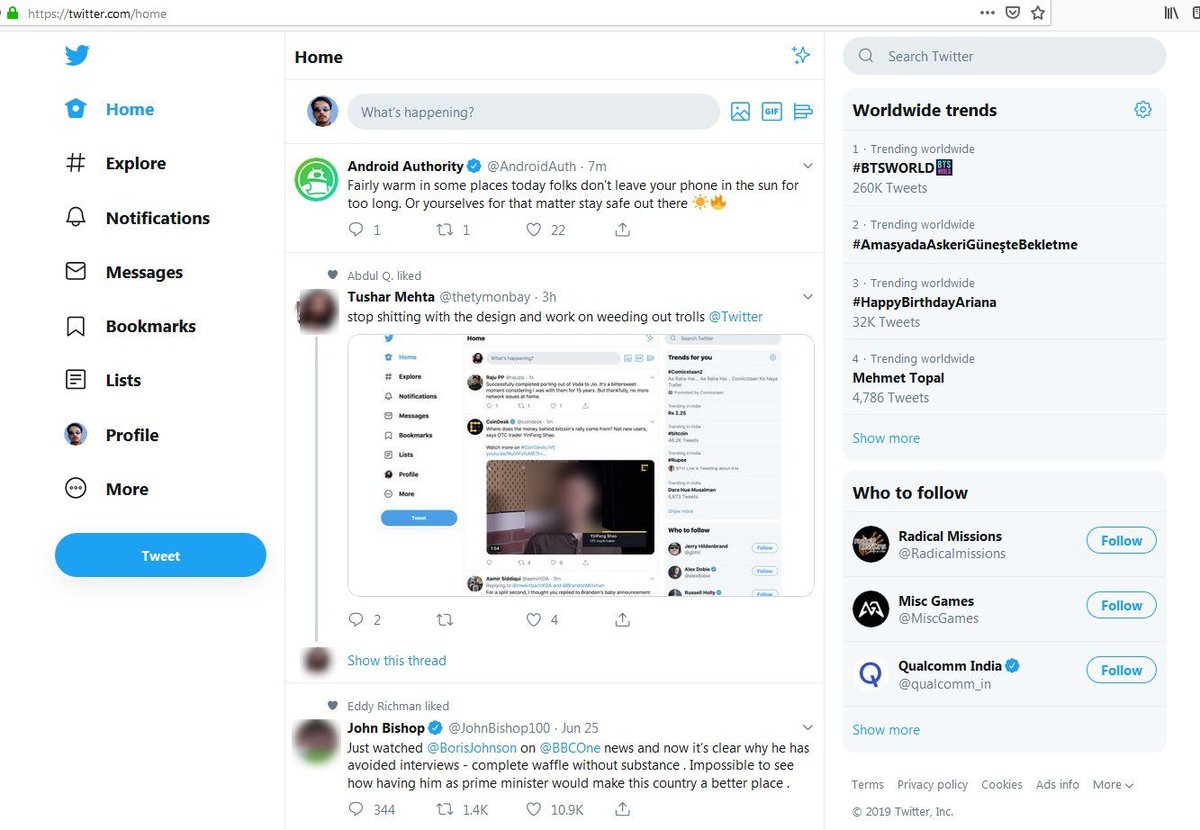 https://twitter.com/home
Home
Explore
Notifications
Messages
Bookmarks
Lists
Profile
More
Tweet
Home
What's happening?
GIF
Android Authority @AndroidAuth · 7m
Fairly warm in some places today folks don't leave your phone in the sun for
too long. Or yourselves for that matter stay safe out there ☀️🔥
1 1 22
Abdul Q. liked
Tushar Mehta @thetymonbay · 3h
stop shitting with the design and work on weeding out trolls @Twitter
Home
Explore
Notifications
Messages
Bookmarks
Lists
Profile
More
Tweet
Home
What's happening?
Raju PP @rajupp · 1s
Successfully completed porting out of Voda to Jio. It's a bittersweet
moment considering I was with them for 15 years. But thankfully, no more
network issues at home.
CoinDesk @coindesk · 1m
Where does the money behind bitcoin's rally come from? Not new users,
says OTC trader YinFeng Shao.
Watch more on #CoinDeskLIVE
YinFeng Shao
1:54
Aamir Siddiqui @aamirXDA · 3m
Replying to @mweinbachXDA and @BrandonMiniman
For a split second, I thought you replied to Brandon's baby announcement
Search Twitter
Trends for you
#Comicstaan2
Aa Raha Hai... Aa Raha Hai... Comicstaan Ka Naya
Trailer
Promoted by Comicstaan
Trending in India
Rs 2.25
Trending in India
#bitcoin
Trending in India
#Rupee
BTVI Live is Tweeting about this
Trending in India
Dara Hua Musalman
Show more
Who to follow
Jerry Hildenbrand
Follow
Alex Dobie
@alexdobie
Follow
Russell Holly
Follow
2 4
Show this thread
Eddy Richman liked
John Bishop @JohnBishop100 · Jun 25
Just watched @BorisJohnson on @BBCOne news and now it's clear why he has
avoided interviews - complete waffle without substance . Impossible to see
how having him as prime minister would make this country a better place .
344 1.4K 10.9K
Search Twitter
Worldwide trends
1 · Trending worldwide
#BTSWORLD
260K Tweets
2 · Trending worldwide
#AmasyadaAskeriGüneşteBekletme
3 · Trending worldwide
#HappyBirthdayAriana
32K Tweets
4 · Trending worldwide
Mehmet Topal
4,786 Tweets
Show more
Who to follow
Radical Missions
@Radicalmissions
Follow
Misc Games
@MiscGames
Follow
Qualcomm India
@qualcomm_in
Follow
Show more
Terms Privacy policy Cookies Ads info More
© 2019 Twitter, Inc.